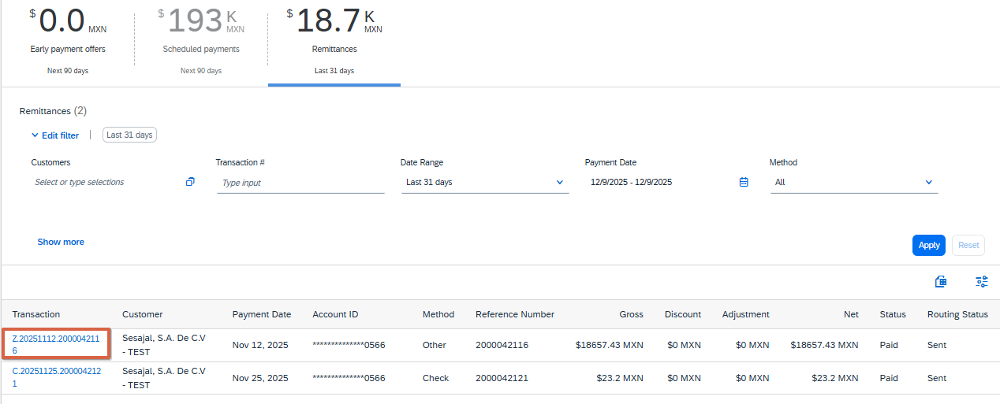 $ 0.0 MXN
Early payment offers
Next 90 days
$ 193 K MXN
Scheduled payments
Next 90 days
$ 18.7 K MXN
Remittances
Last 31 days
Remittances (2)
Edit filter | Last 31 days
Customers Transaction # Date Range Payment Date Method
Select or type selections Type input Last 31 days 12/9/2025 - 12/9/2025 All
Show more
Apply Reset
Transaction Customer Payment Date Account ID Method Reference Number Gross Discount Adjustment Net Status Routing Status
Z.20251112.200004211
6
Sesajal, S.A. De C.V
- TEST
Nov 12, 2025 **************0566 Other 2000042116 $18657.43 MXN $0 MXN $0 MXN $18657.43 MXN Paid Sent
C.20251125.200004212
1
Sesajal, S.A. De C.V
- TEST
Nov 25, 2025 **************0566 Check 2000042121 $23.2 MXN $0 MXN $0 MXN $23.2 MXN Paid Sent